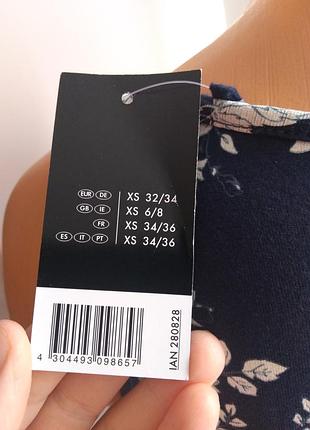 EUR DE XS 32/34
GB IE XS 6/8
FR XS 34/36
ES IT PT XS 34/36
4 304493 098657
IAN 280828